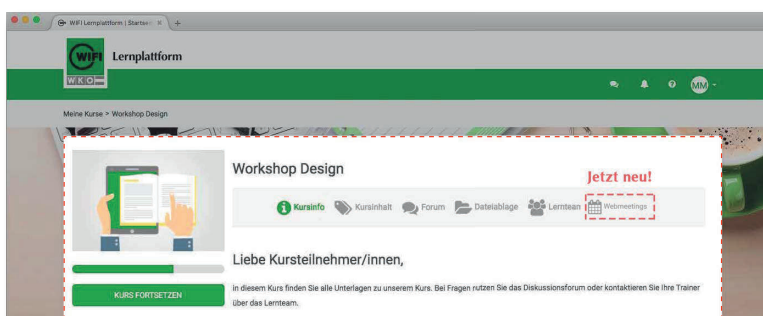 WIFI Lernplattform | Startsei
WIFI
Lernplattform
WKO
MM
Meine Kurse > Workshop Design
Workshop Design
Jetzt neu!
Kursinfo Kursinhalt Forum Dateiablage Lernteam Webmeetings
Liebe Kursteilnehmer/innen,
KURS FORTSETZEN
in diesem Kurs finden Sie alle Unterlagen zu unserem Kurs. Bei Fragen nutzen Sie das Diskussionsforum oder kontaktieren Sie Ihre Trainer
über das Lernteam.